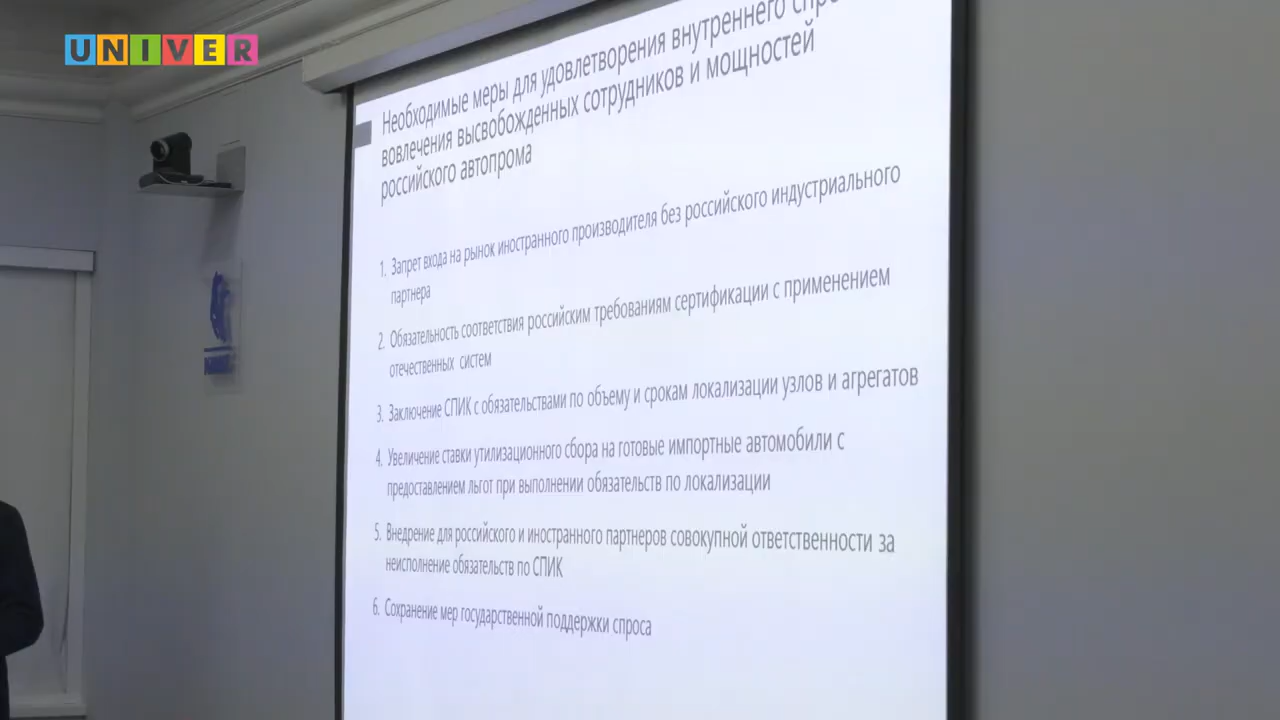 UNIVER
Необходимые меры для удовлетворения внутреннего
вовлечения высвобожденных сотрудников и мощностей
российского автопрома
1. Запрет входа на рынок иностранного производителя без российского индустриального
партнера
2. Обязательность соответствия российским требованиям сертификации с применением
отечественных систем
3. Заключение СПИК с обязательствами по объему и срокам локализации узлов и агрегатов
4. Увеличение ставки утилизационного сбора на готовые импортные автомобили с
предоставлением льгот при выполнении обязательств по локализации
5. Внедрение для российского и иностранного партнеров совокупной ответственности за
неисполнение обязательств по СПИК
6. Сохранение мер государственной поддержки спроса